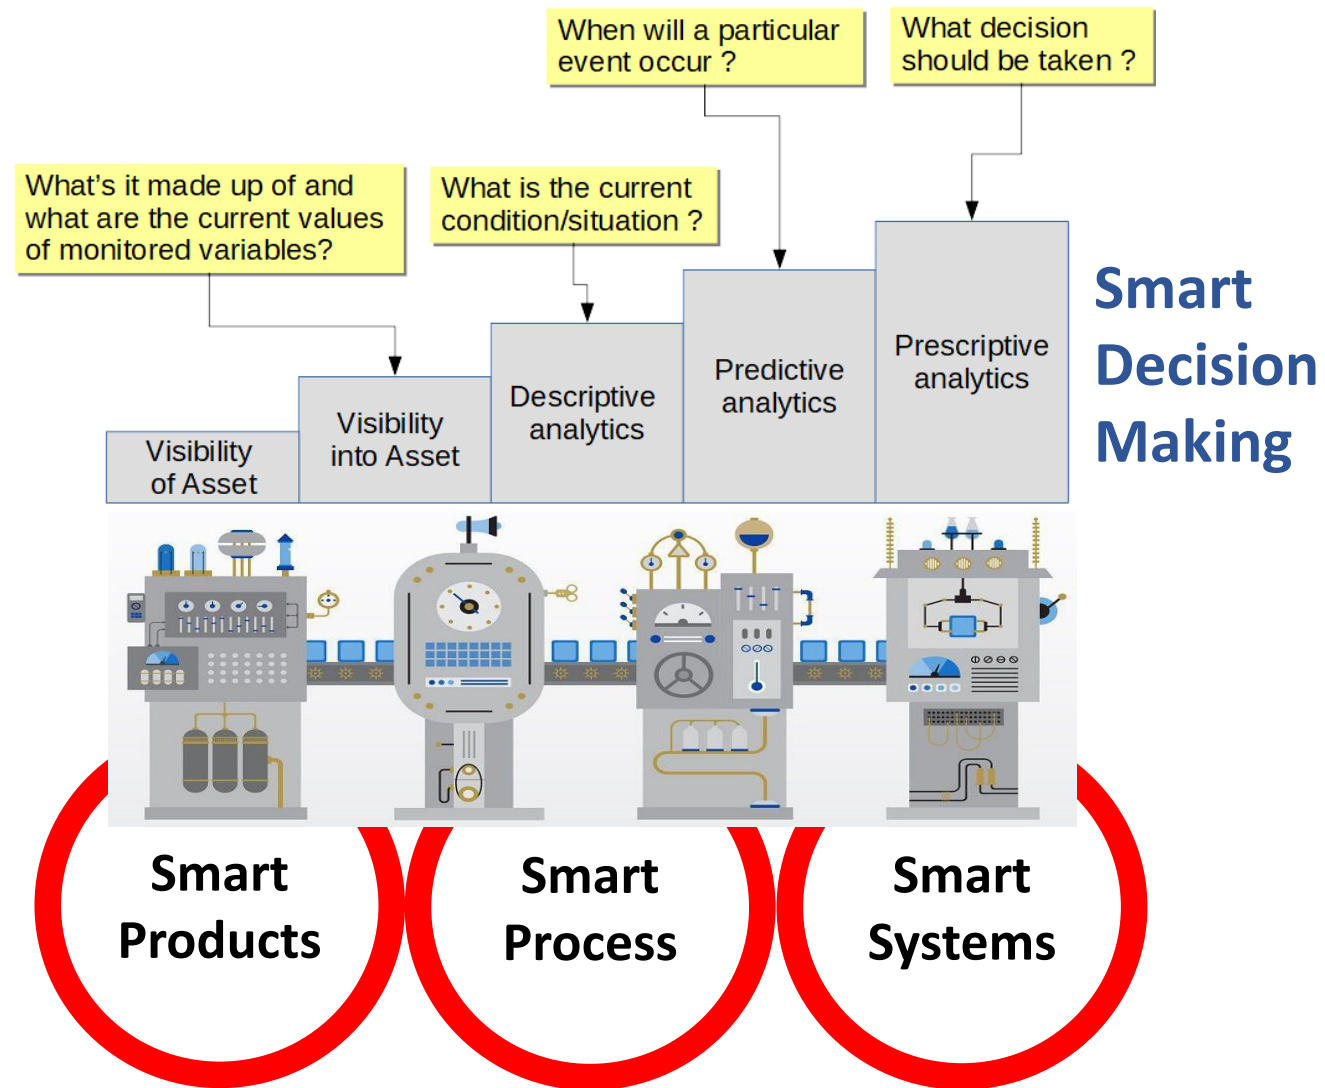 When will a particular
event occur ?
What decision
should be taken ?
What's it made up of and
what are the current values
of monitored variables?
What is the current
condition/situation ?
Visibility
of Asset
Visibility
into Asset
Descriptive
analytics
Predictive
analytics
Prescriptive
analytics
Smart
Decision
Making
Smart
Products
Smart
Process
Smart
Systems